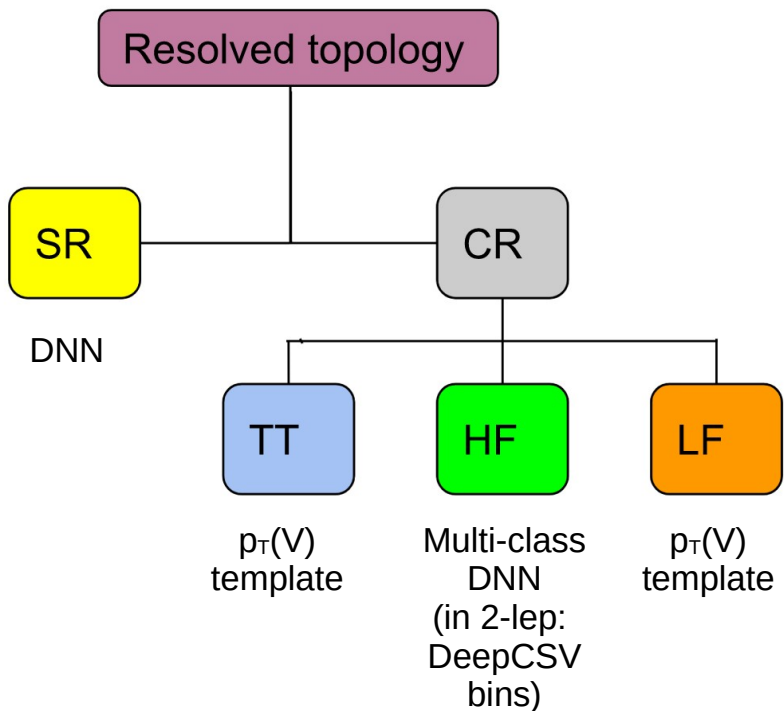 Resolved topology
SR
CR
DNN
TT
HF
LF
pT(V)
template
Multi-class
DNN
(in 2-lep:
DeepCSV
bins)
pT(V)
template